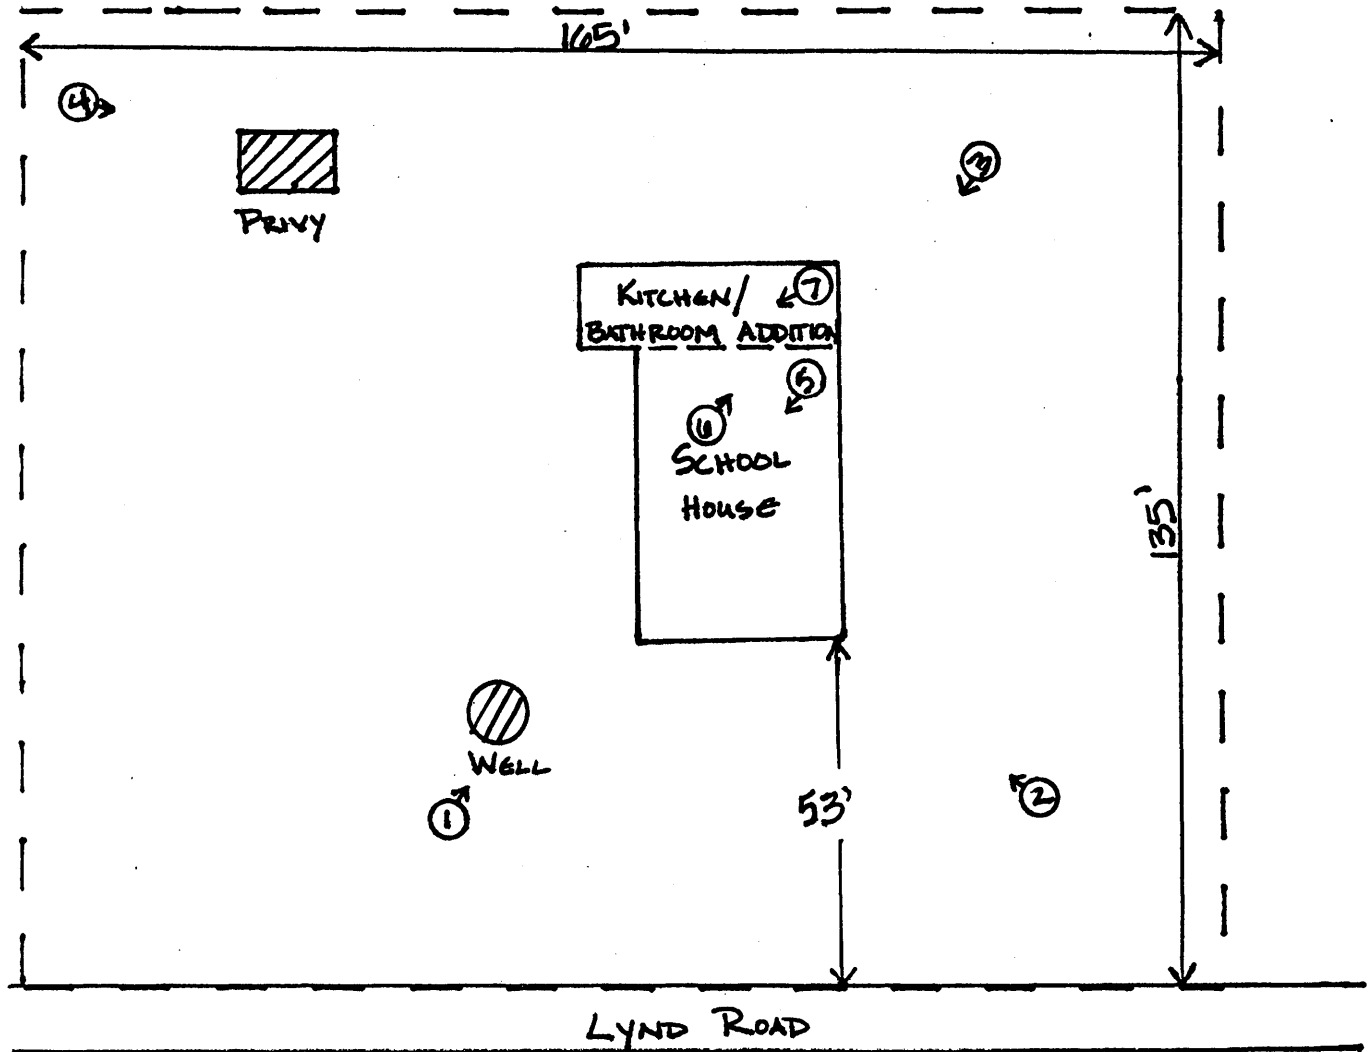 165'
4
3
PRIVY
KITCHEN/
7
BATHROOM ADDITION
5
6
SCHOOL
HOUSE
135'
WELL
1
53'
2
LYND ROAD